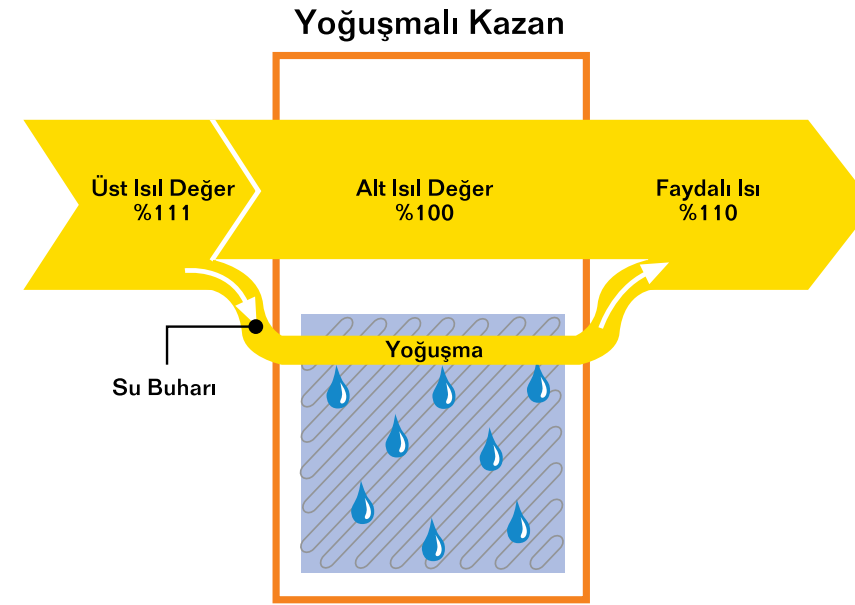 Yoğuşmalı Kazan
Üst Isıl Değer
%111
Alt Isıl Değer
%100
Faydalı Isı
%110
Yoğuşma
Su Buharı